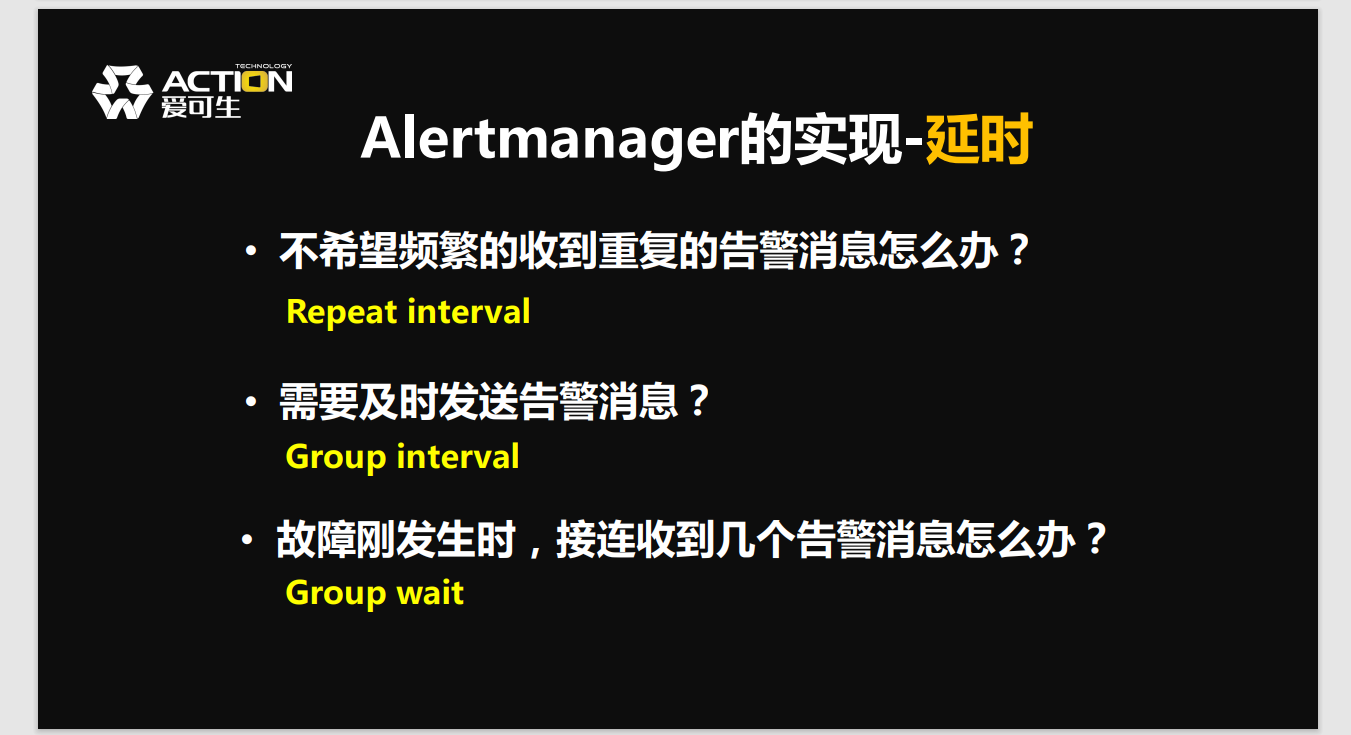 TECHNOLOGY
ACTION
爱可生
Alertmanager的实现-延时
• 不希望频繁的收到重复的告警消息怎么办？
Repeat interval
• 需要及时发送告警消息？
Group interval
• 故障刚发生时，接连收到几个告警消息怎么办？
Group wait